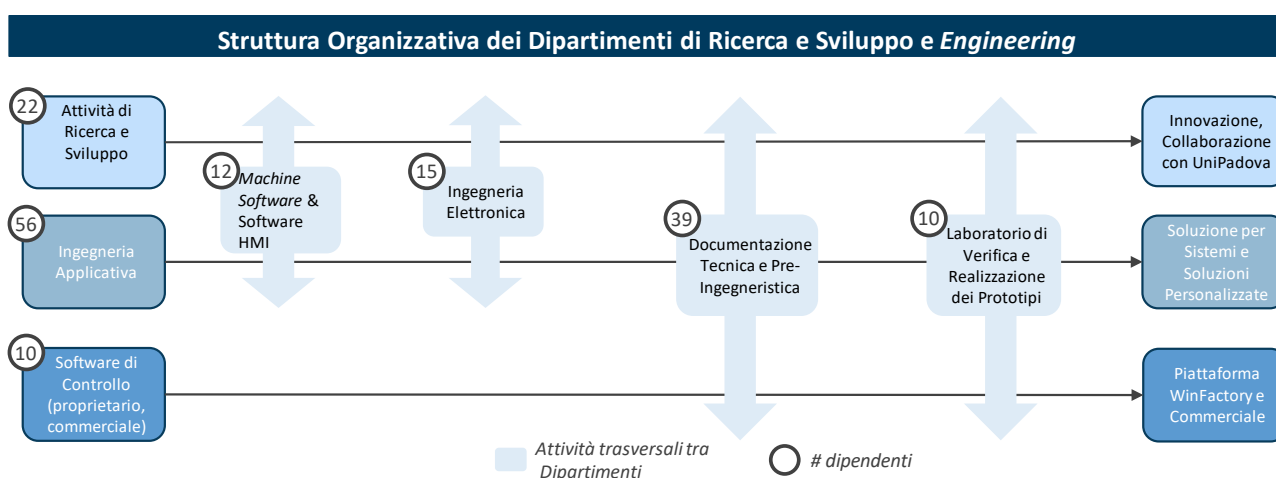 Struttura Organizzativa dei Dipartimenti di Ricerca e Sviluppo e Engineering
22
Attività di
Ricerca e
Sviluppo
12
Machine
Software &
Software
HMI
15
Ingegneria
Elettronica
Innovazione,
Collaborazione
con UniPadova
56
Ingegneria
Applicativa
39
Documentazione
Tecnica e Pre-
Ingegneristica
10
Laboratorio di
Verifica e
Realizzazione
dei Prototipi
Soluzione per
Sistemi e
Soluzioni
Personalizzate
10
Software di
Controllo
(proprietario,
commerciale)
Piattaforma
WinFactory e
Commerciale
Attività trasversali tra
Dipartimenti
# dipendenti